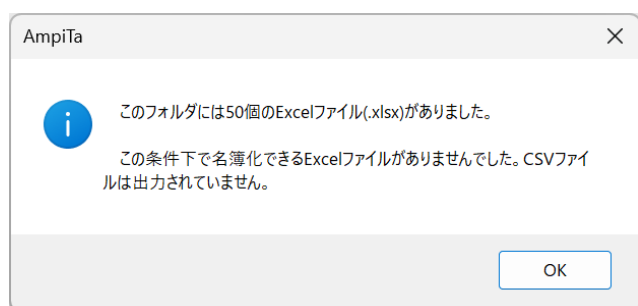 AmpiTa
このフォルダには50個のExcelファイル(.xlsx)がありました。
この条件下で名簿化できるExcelファイルがありませんでした。CSVファイ
ルは出力されていません。
OK